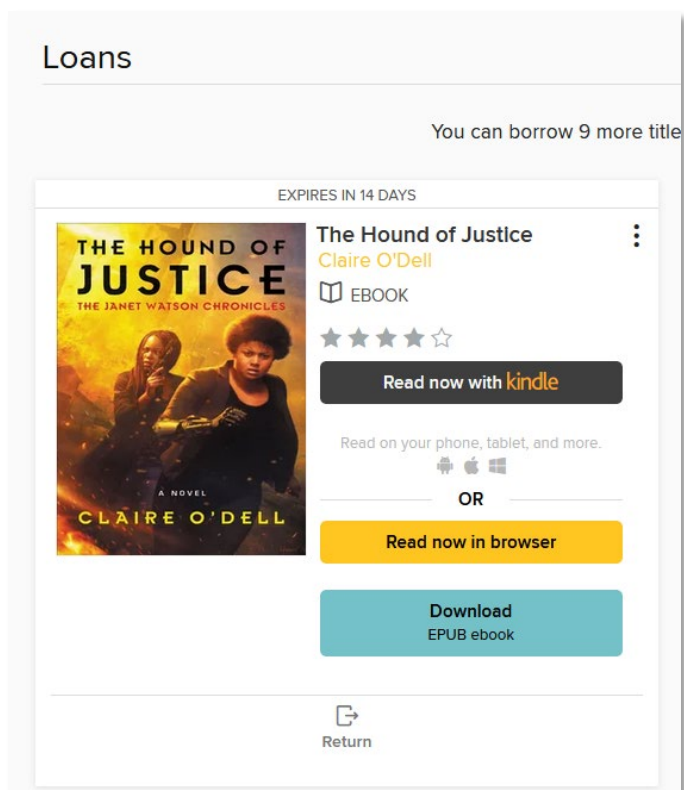 Loans
You can borrow 9 more title
EXPIRES IN 14 DAYS
THE HOUND OF
JUSTICE
THE JANET WATSON CHRONICLES
A NOVEL
CLAIRE O'DELL
The Hound of Justice
Claire O'Dell
EBOOK
Read now with kindle
Read on your phone, tablet, and more.
OR
Read now in browser
Download
EPUB ebook
Return